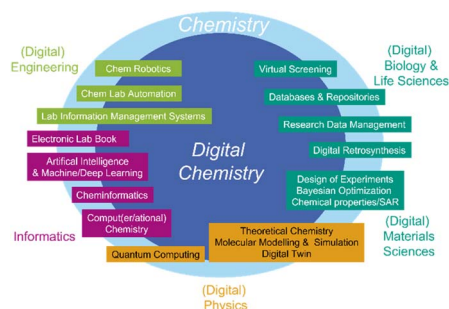 Chemistry
(Digital)
Engineering
(Digital)
Biology &
Life Sciences
Chem Robotics
Virtual Screening
Chem Lab Automation
Databases & Repositories
Lab Information Management Systems
Research Data Management
Electronic Lab Book
Digital
Chemistry
Digital Retrosynthesis
Artifical Intelligence
& Machine/Deep Learning
Design of Experiments
Bayesian Optimization
Chemical properties/SAR
Cheminformatics
Comput(er/ational)
Chemistry
Informatics
(Digital)
Materials
Sciences
Theoretical Chemistry
Molecular Modelling & Simulation
Digital Twin
Quantum Computing
(Digital)
Physics